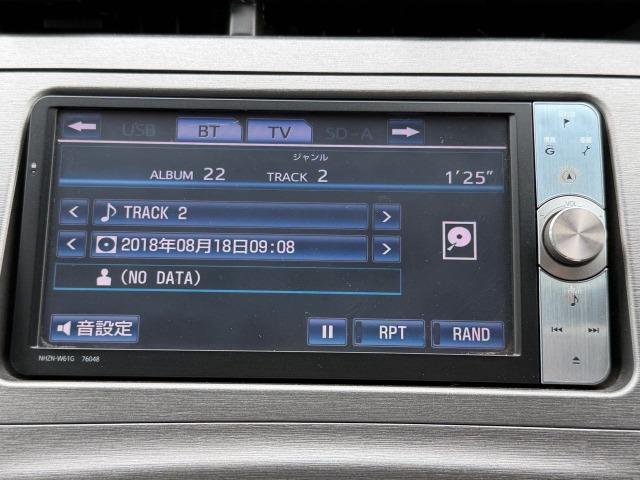 USB BT TV SD-A
ジャンル
ALBUM 22 TRACK 2 1'25"
TRACK 2
2018年08月18日09:08
(NO DATA)
音設定
RPT RAND
NHZN-W61G 76048
G
VOL